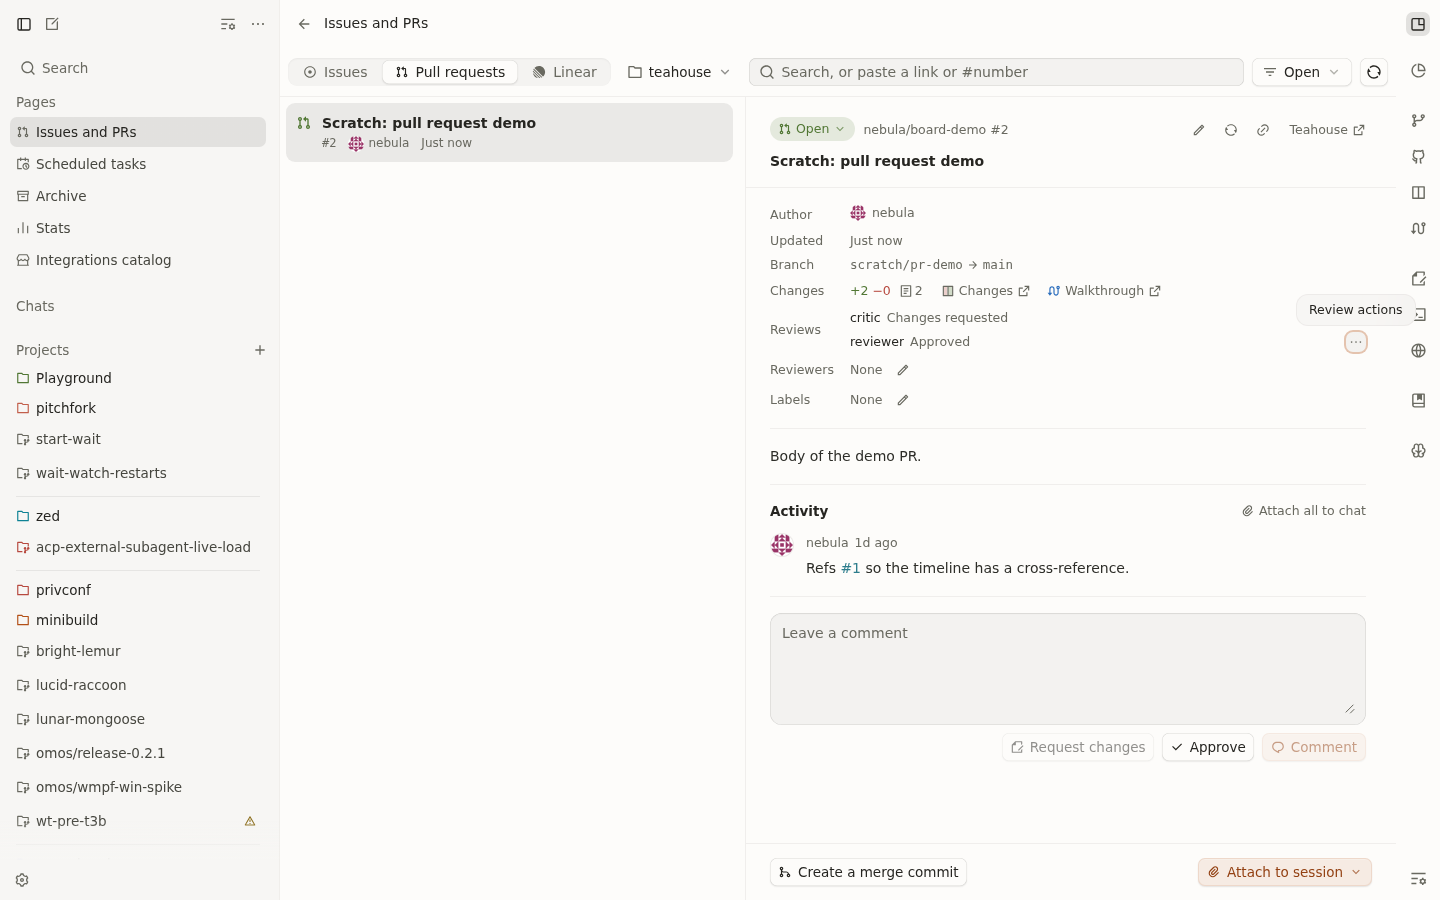 Issues and PRs
Search
Pages
Issues and PRs
Scheduled tasks
Archive
Stats
Integrations catalog
Chats
Projects
Playground
pitchfork
start-wait
wait-watch-restarts
zed
acp-external-subagent-live-load
privconf
minibuild
bright-lemur
lucid-raccoon
lunar-mongoose
omos/release-0.2.1
omos/wmpf-win-spike
wt-pre-t3b
Issues
Pull requests
Linear
teahouse
Search, or paste a link or #number
Open
Scratch: pull request demo
#2 nebula Just now
Open nebula/board-demo #2 Teahouse
Scratch: pull request demo
Author nebula
Updated Just now
Branch scratch/pr-demo → main
Changes +2 −0 2 Changes Walkthrough
Review actions
Reviews
critic Changes requested
reviewer Approved
Reviewers None
Labels None
Body of the demo PR.
Activity Attach all to chat
nebula 1d ago
Refs #1 so the timeline has a cross-reference.
Leave a comment
Request changes Approve Comment
Create a merge commit Attach to session